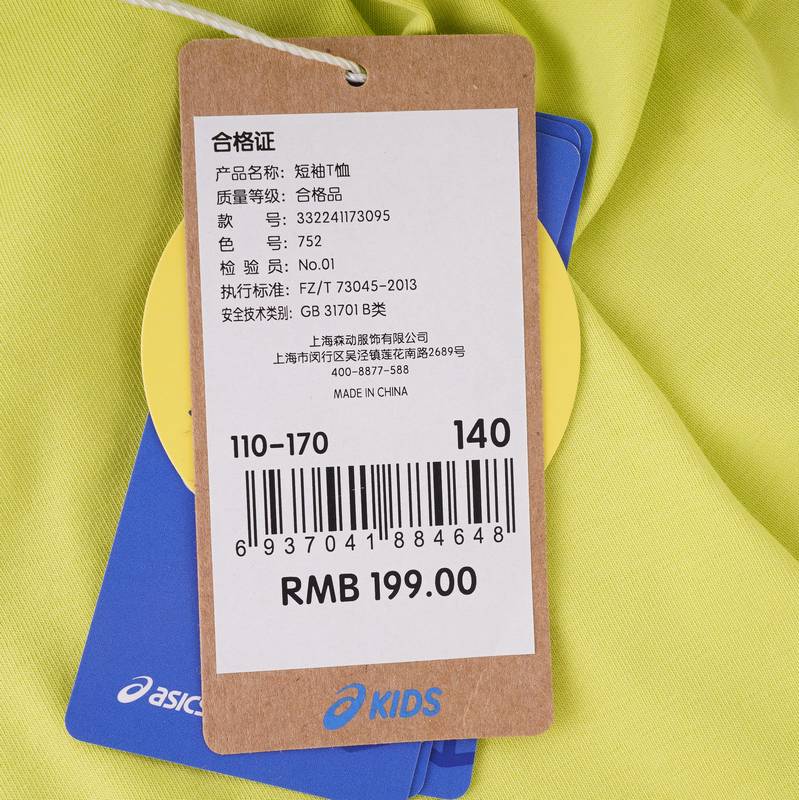 合格证
产品名称：短袖T恤
质量等级：合格品
款 号：332241173095
色 号：752
检 验 员：No.01
执行标准：FZ/T 73045-2013
安全技术类别：GB 31701 B类
上海森动服饰有限公司
上海市闵行区吴泾镇莲花南路2689号
400-8877-588
MADE IN CHINA
110-170 140
6 937041 884648
RMB 199.00
asics
KIDS